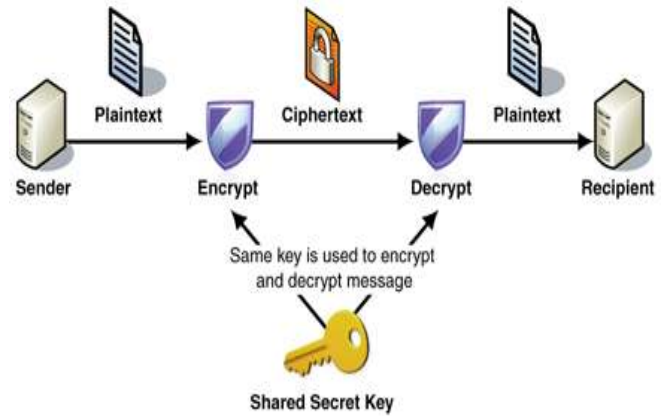 Plaintext
Ciphertext
Plaintext
Sender
Encrypt
Decrypt
Recipient
Same key is used to encrypt
and decrypt message
Shared Secret Key